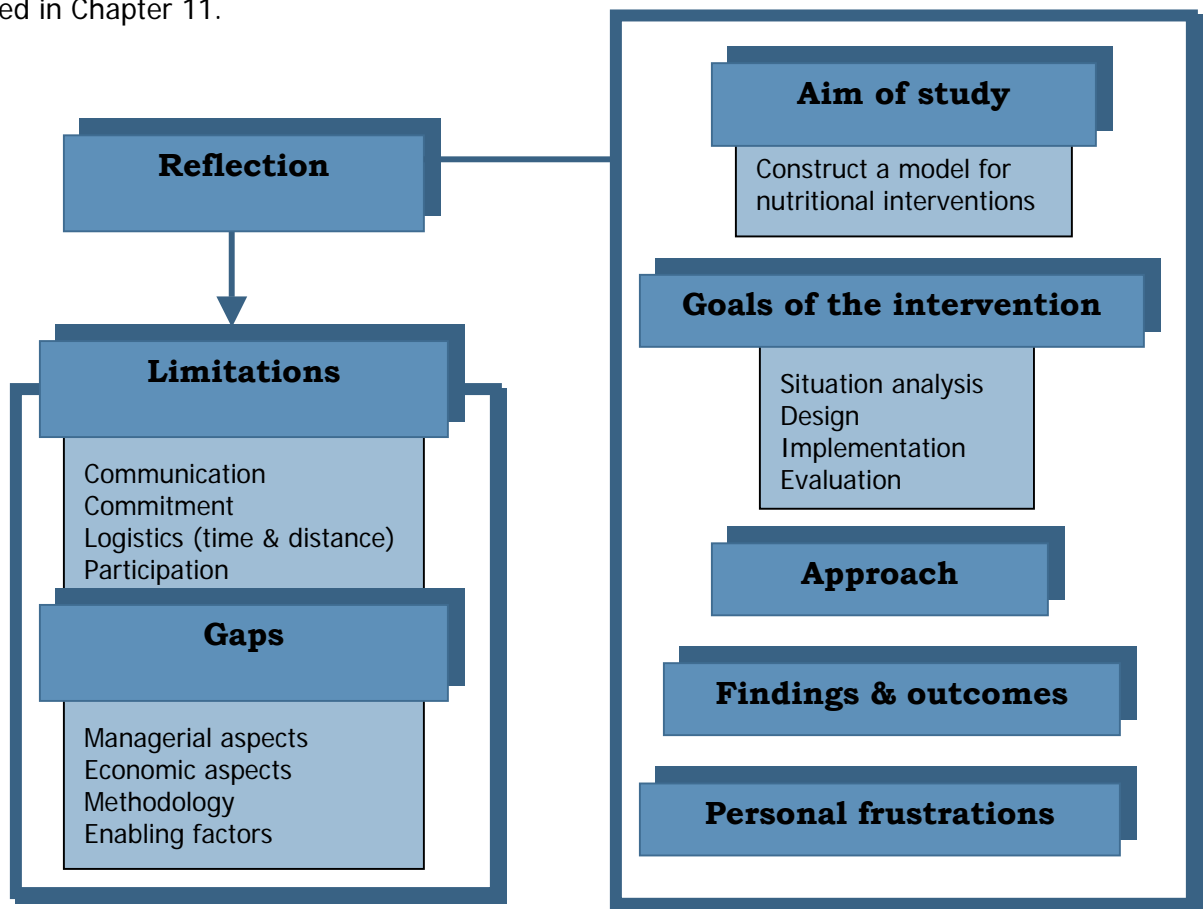 ed in Chapter 11.
Reflection
Limitations
Communication
Commitment
Logistics (time & distance)
Participation
Gaps
Managerial aspects
Economic aspects
Methodology
Enabling factors
Aim of study
Construct a model for
nutritional interventions
Goals of the intervention
Situation analysis
Design
Implementation
Evaluation
Approach
Findings & outcomes
Personal frustrations